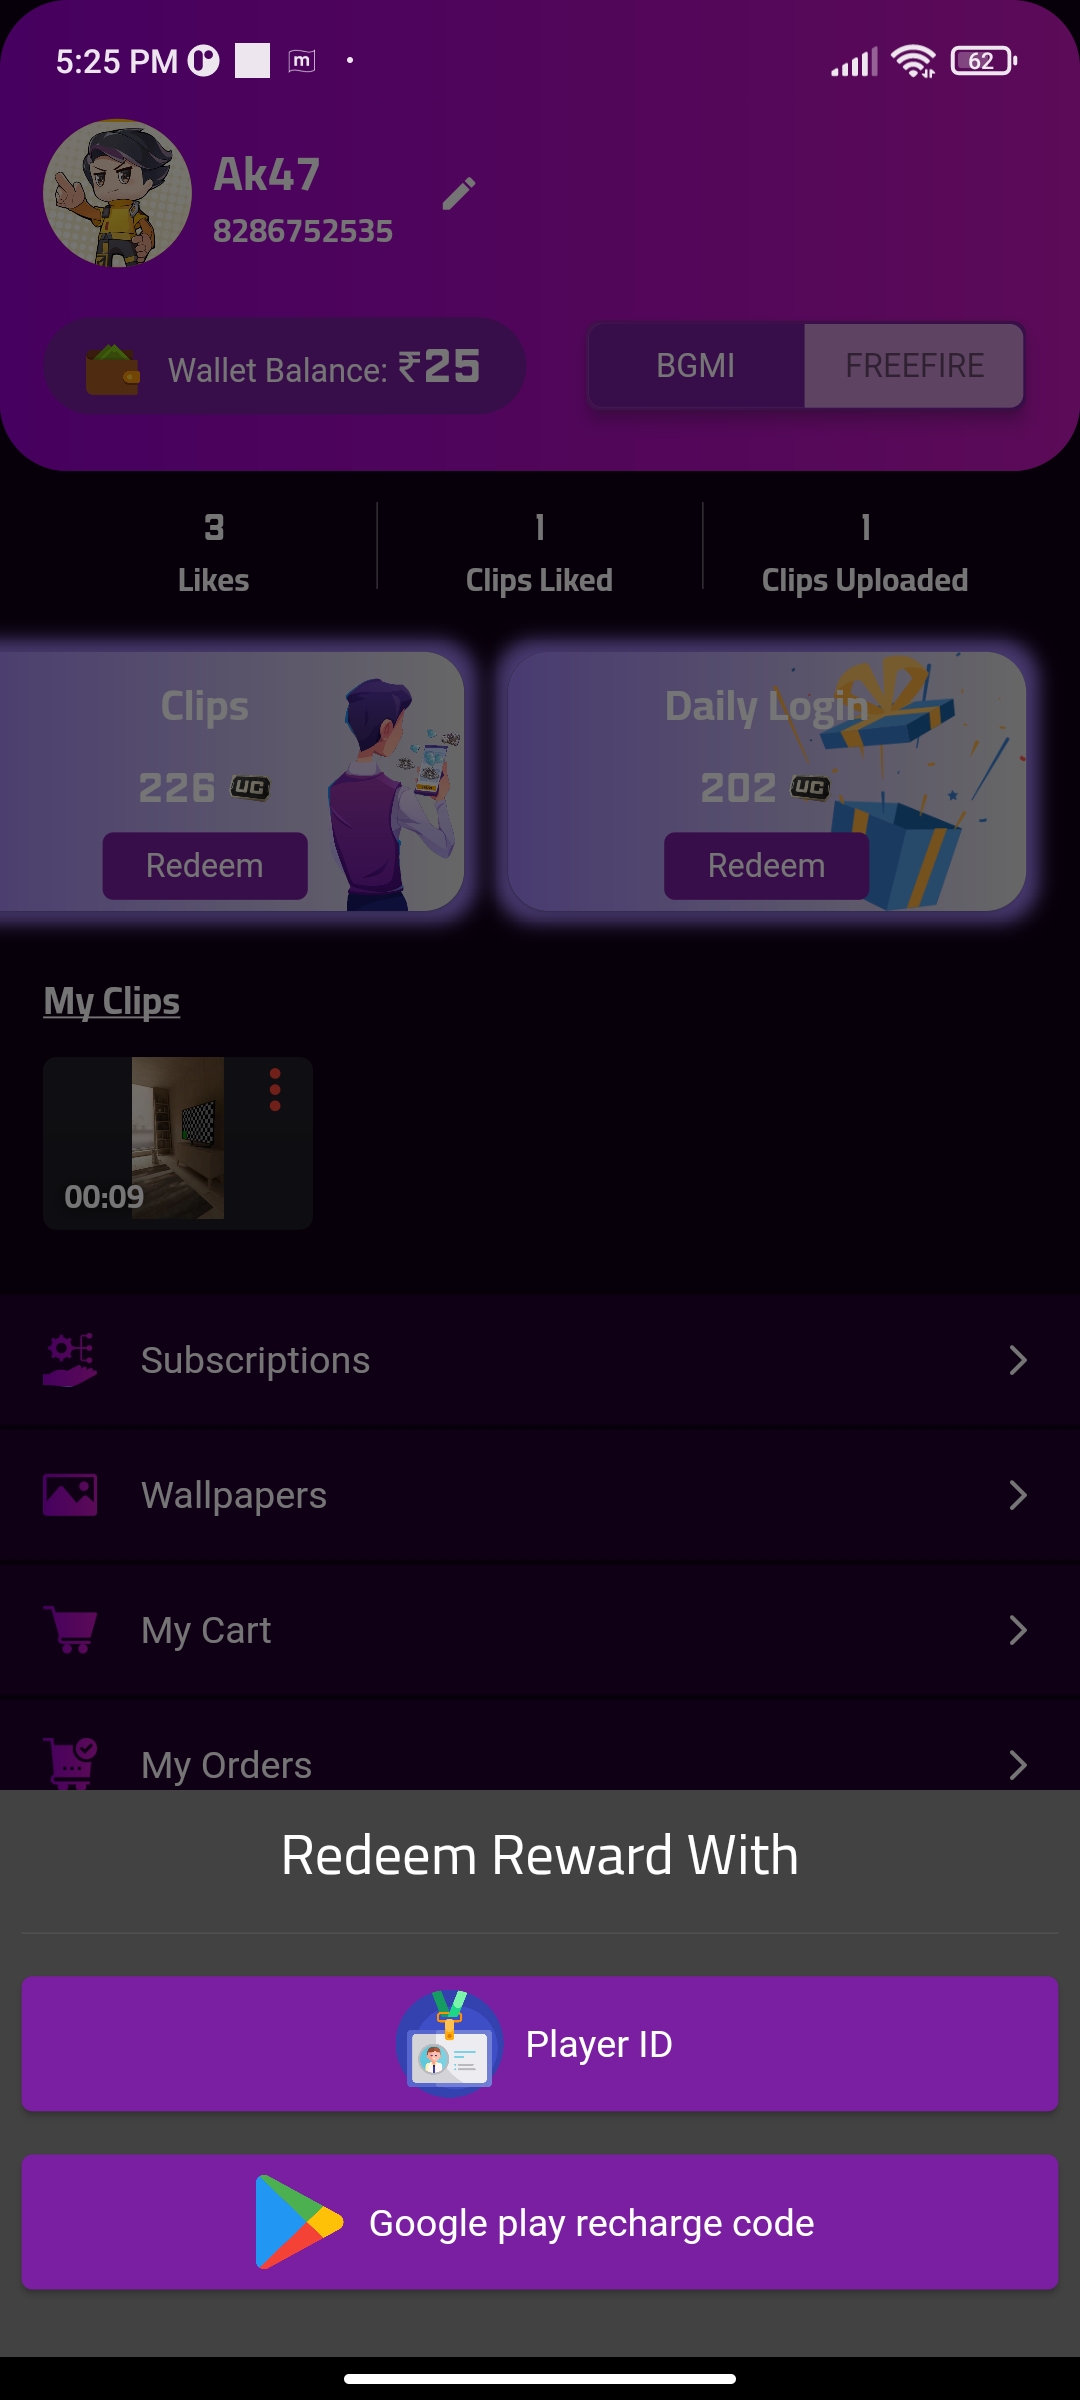 5:25 PM
m
62
Ak47
8286752535
Wallet Balance: ₹25
BGMI
FREEFIRE
3
Likes
1
Clips Liked
1
Clips Uploaded
Clips
226 UC
Redeem
Daily Login
202 UC
Redeem
My Clips
00:09
Subscriptions
Wallpapers
My Cart
My Orders
Redeem Reward With
Player ID
Google play recharge code